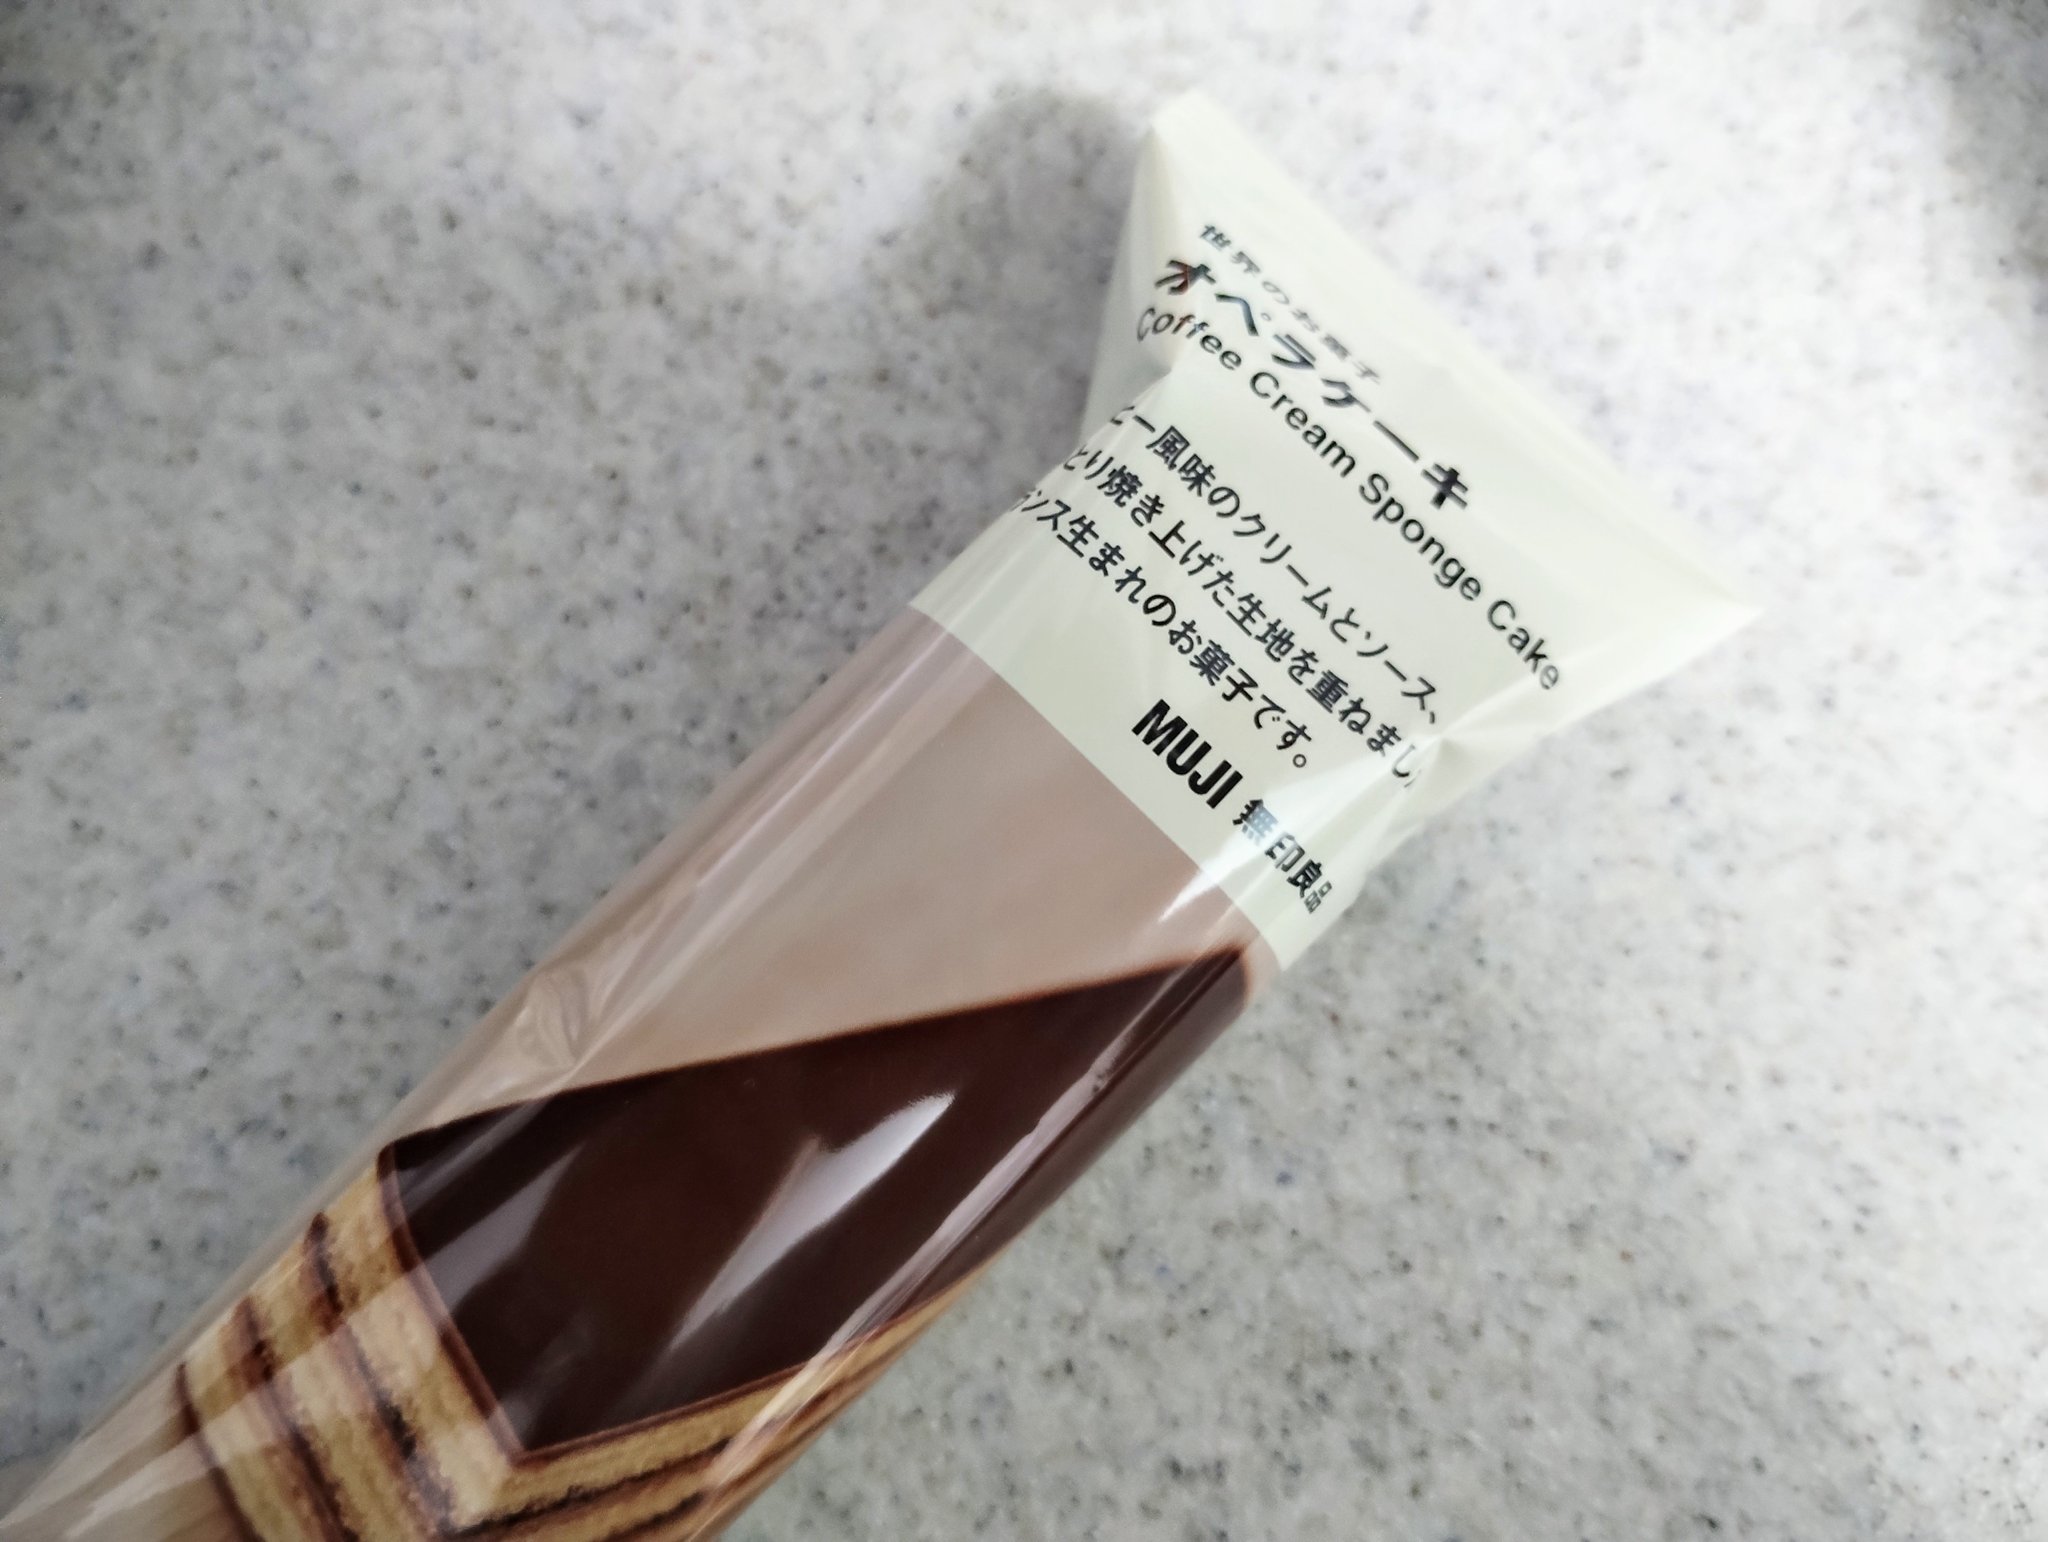 世界のお菓子
オペラケーキ
Coffee Cream Sponge Cake
ヒー風味のクリームとソース、
とり焼き上げた生地を重ねまし
ランス生まれのお菓子です。
MUJI 無印良品